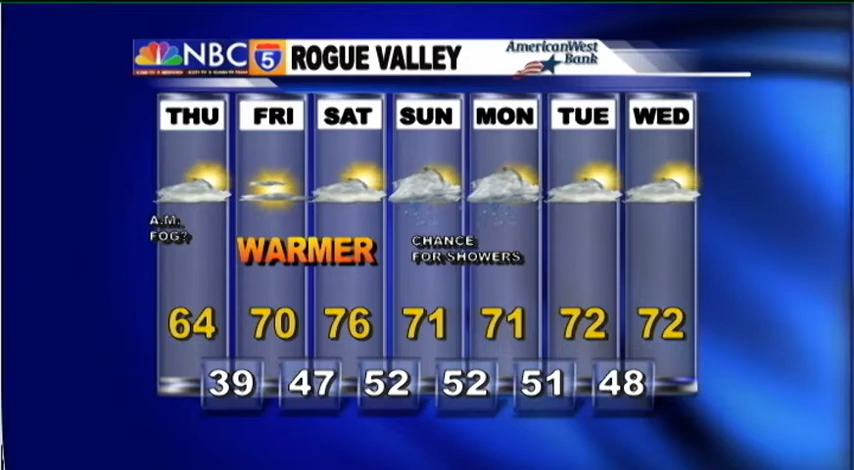 NBC 5 ROGUE VALLEY
AmericanWest
Bank
THU FRI SAT SUN MON TUE WED
A.M.
FOG?
WARMER
CHANCE
FOR SHOWERS
64 70 76 71 71 72 72
39 47 52 52 51 48